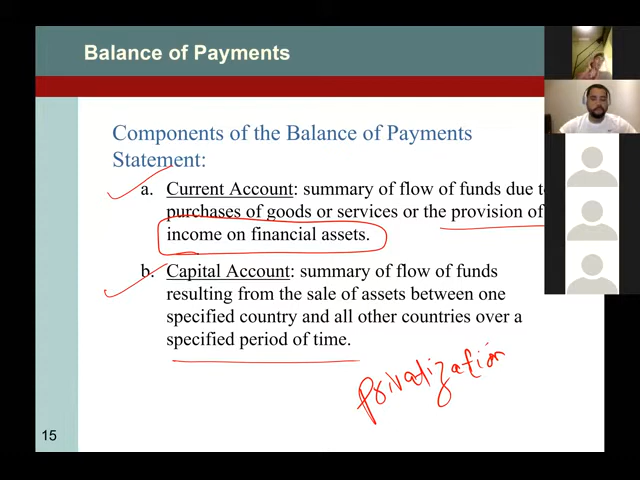 Balance of Payments
Components of the Balance of Payments
Statement:
a. Current Account: summary of flow of funds due to
purchases of goods or services or the provision of
income on financial assets.
b. Capital Account: summary of flow of funds
resulting from the sale of assets between one
specified country and all other countries over a
specified period of time.
Privatization
15